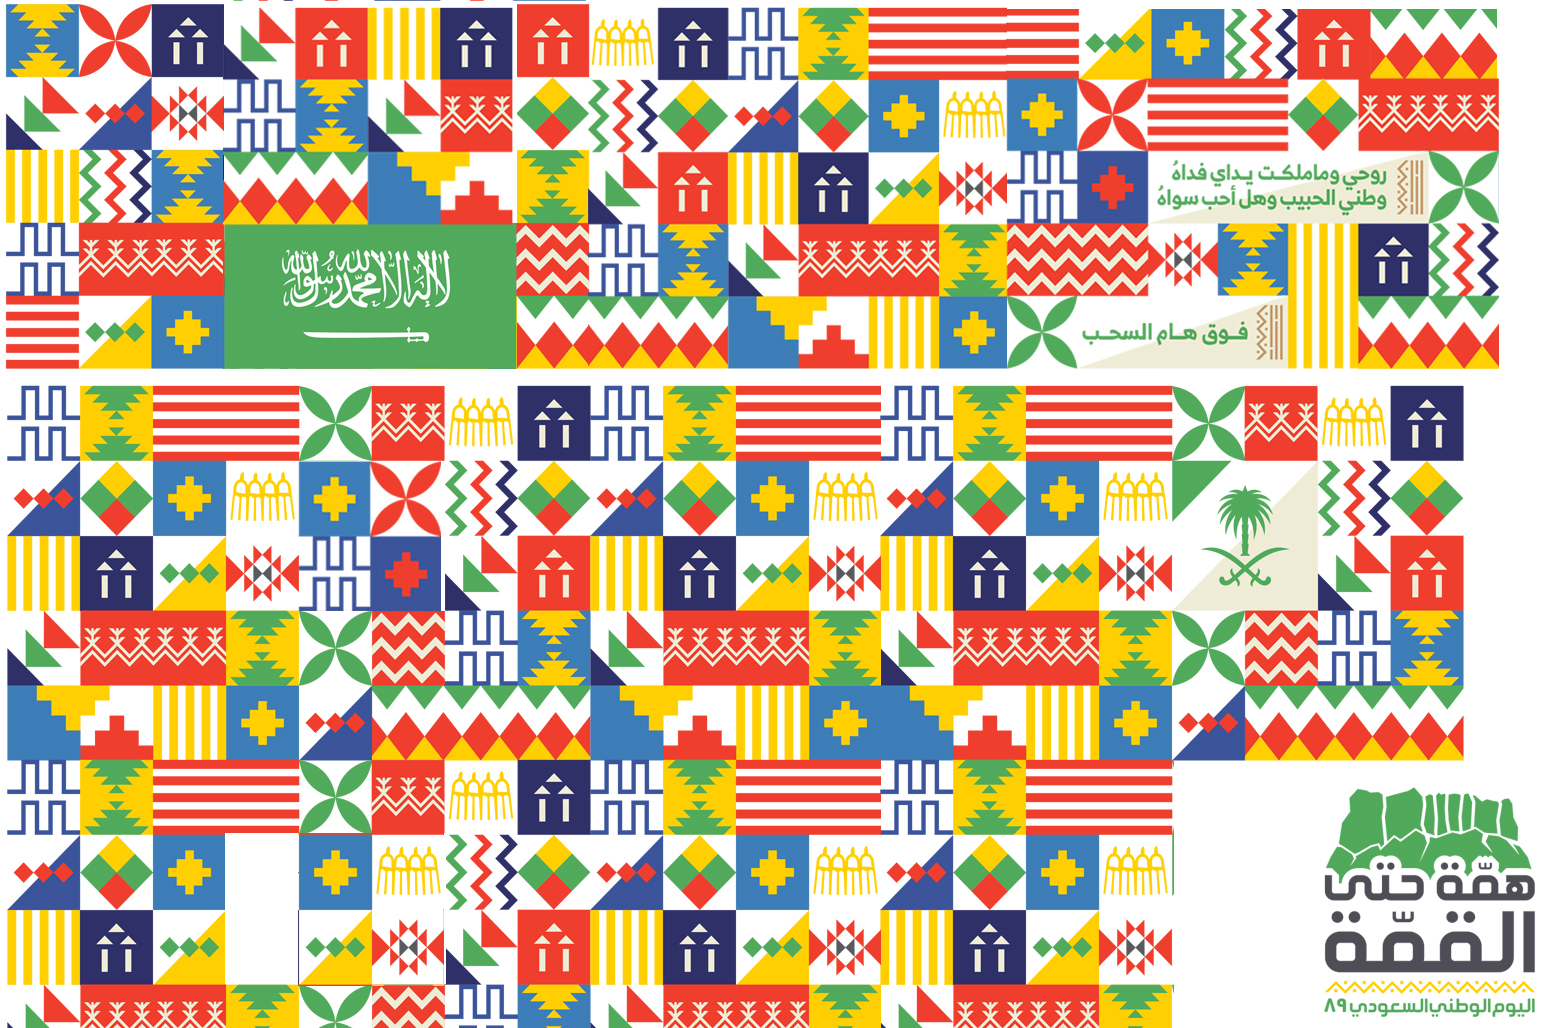 روحي وماملكت يداي فداهُ
وطني الحبيب وهل أحب سواهُ
لا إله إلا الله محمد رسول الله
فوق هام السحب
همّة حتى
القمّة
اليوم الوطني السعودي ٨٩